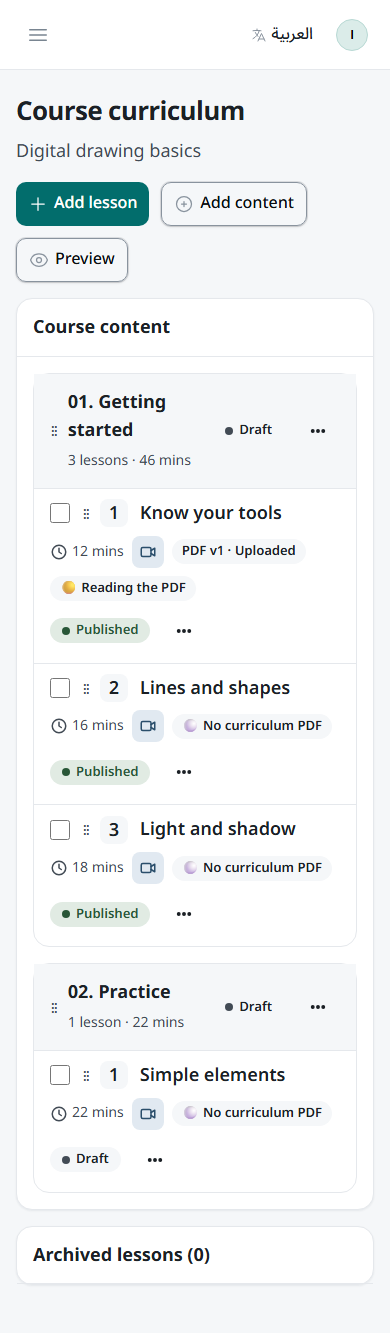 العربية
I
Course curriculum
Digital drawing basics
Add lesson
Add content
Preview
Course content
01. Getting
started
Draft
3 lessons · 46 mins
1 Know your tools
12 mins
PDF v1 · Uploaded
Reading the PDF
Published
2 Lines and shapes
16 mins
No curriculum PDF
Published
3 Light and shadow
18 mins
No curriculum PDF
Published
02. Practice
Draft
1 lesson · 22 mins
1 Simple elements
22 mins
No curriculum PDF
Draft
Archived lessons (0)